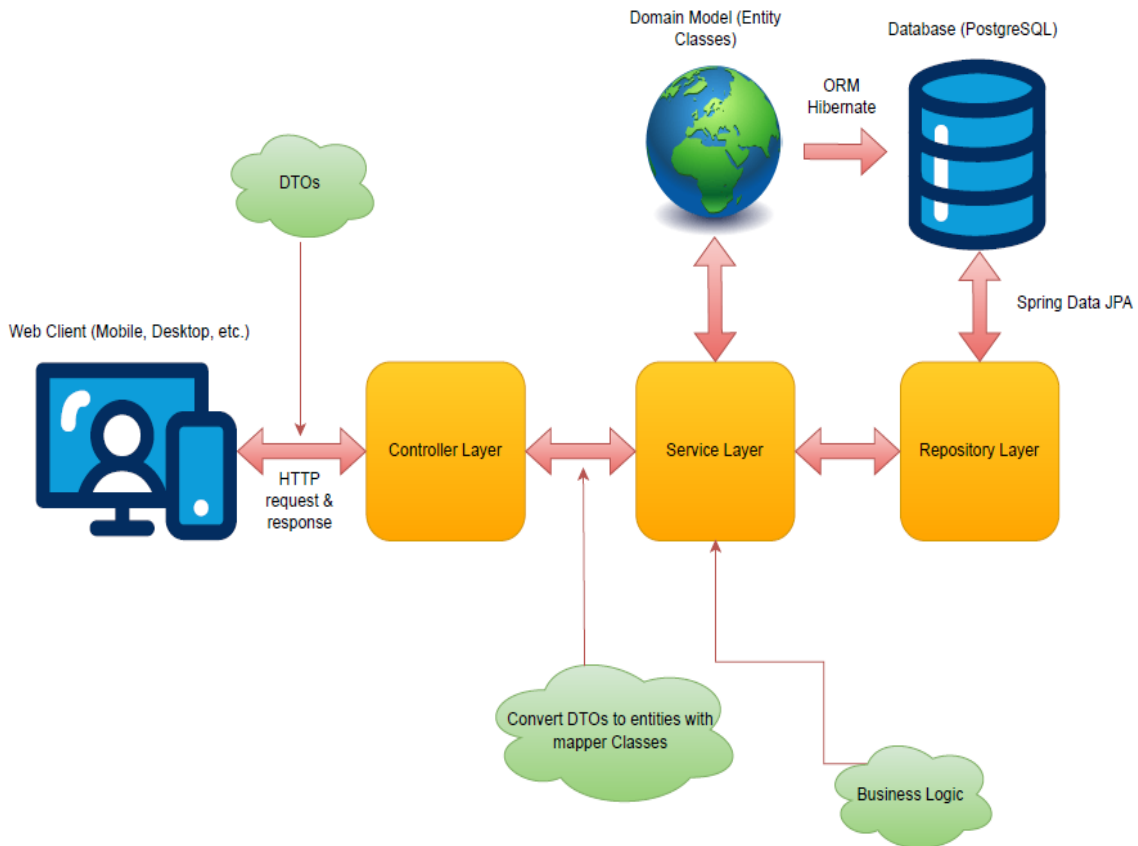 Domain Model (Entity
Classes)
Database (PostgreSQL)
ORM
Hibernate
DTOs
Spring Data JPA
Web Client (Mobile, Desktop, etc.)
Controller Layer
Service Layer
Repository Layer
HTTP
request &
response
Convert DTOs to entities with
mapper Classes
Business Logic